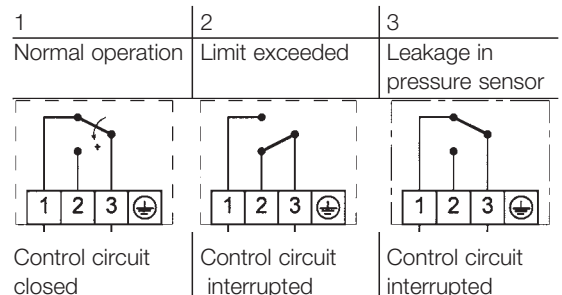 1 2 3
Normal operation Limit exceeded Leakage in
pressure sensor
+
1 2 3 1 2 3 1 2 3
Control circuit Control circuit Control circuit
closed interrupted interrupted